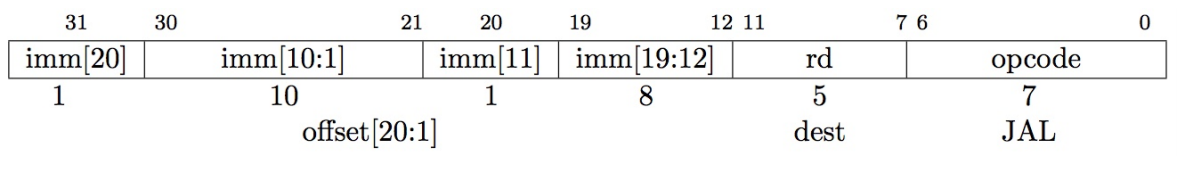 31 30 21 20 19 12 11 7 6 0
imm[20] imm[10:1] imm[11] imm[19:12] rd opcode
1 10 1 8 5 7
offset[20:1] dest JAL